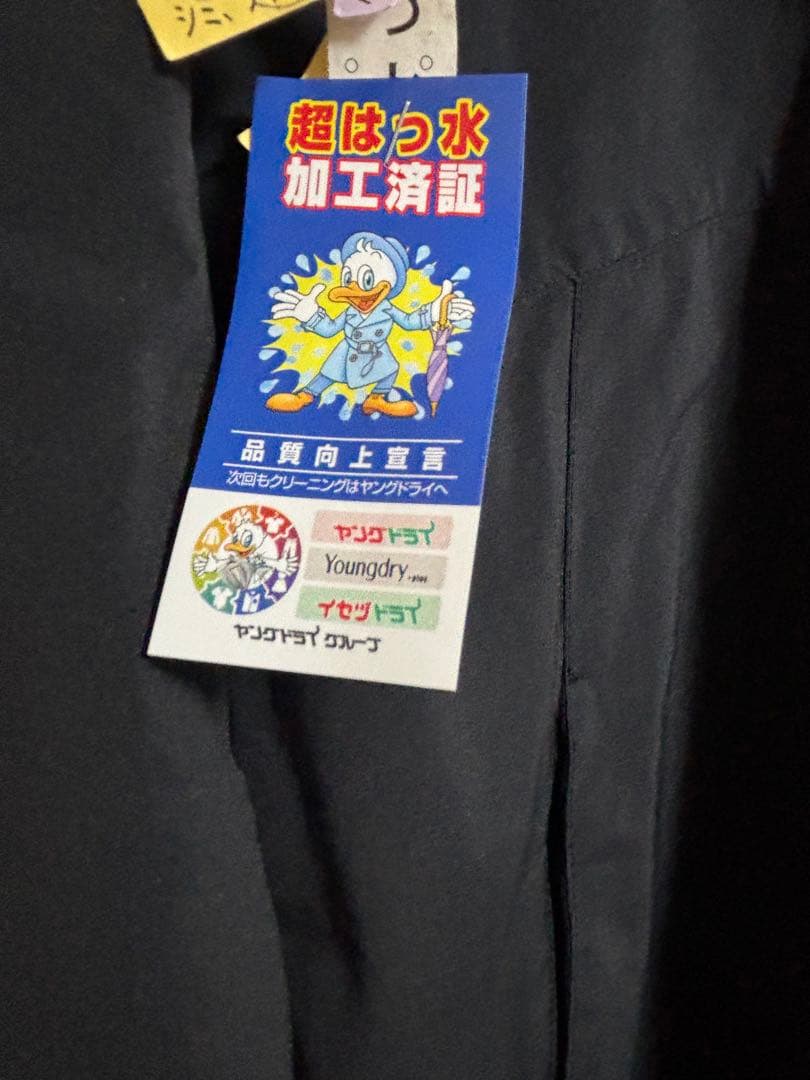 超はっ水
加工済証
品質向上宣言
次回もクリーニングはヤングドライへ
ヤングドライ
Youngdry
イセヅドライ
ヤングドライグループ